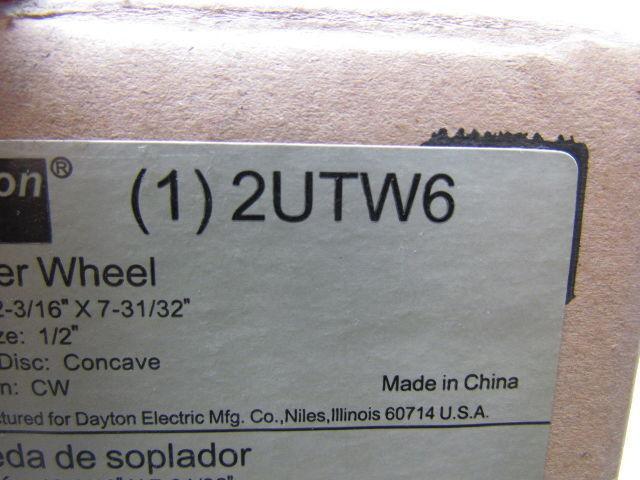 on® (1) 2UTW6
er Wheel
2-3/16" X 7-31/32"
ze: 1/2"
Disc: Concave
n: CW
Made in China
ctured for Dayton Electric Mfg. Co.,Niles,Illinois 60714 U.S.A.
eda de soplador